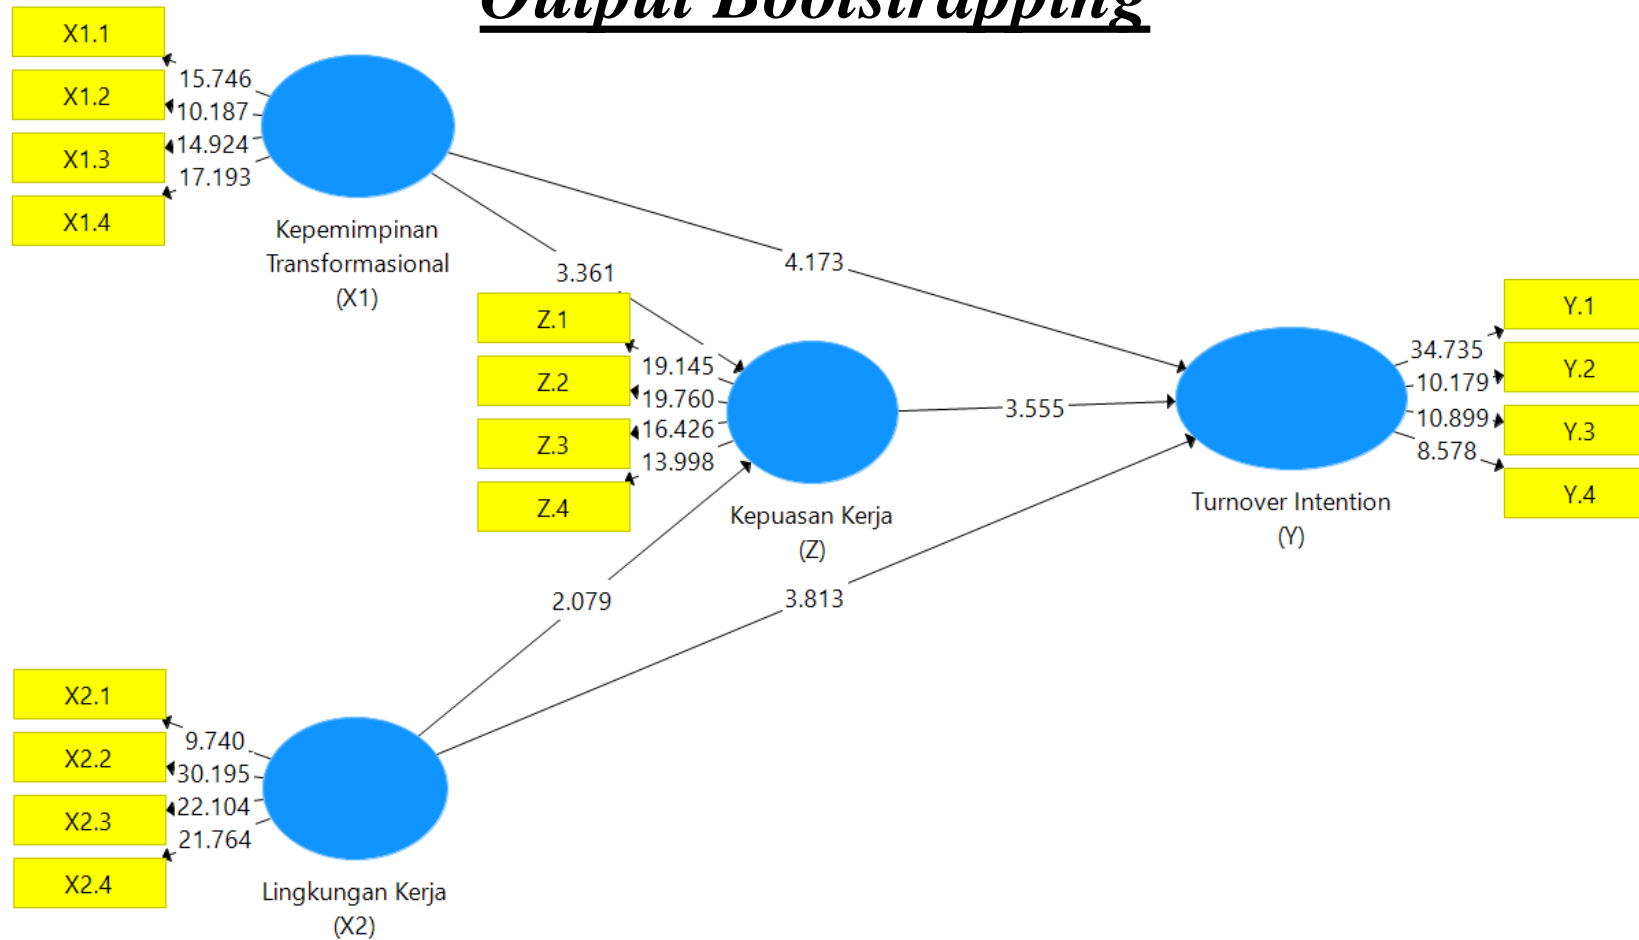 Output Bootstrapping
X1.1
X1.2
X1.3
X1.4
15.746
10.187
14.924
17.193
Kepemimpinan
Transformasional
(X1)
3.361
4.173
Z.1
Z.2
Z.3
Z.4
19.145
19.760
16.426
13.998
Kepuasan Kerja
(Z)
3.555
Turnover Intention
(Y)
34.735
10.179
10.899
8.578
Y.1
Y.2
Y.3
Y.4
2.079
3.813
X2.1
X2.2
X2.3
X2.4
9.740
30.195
22.104
21.764
Lingkungan Kerja
(X2)